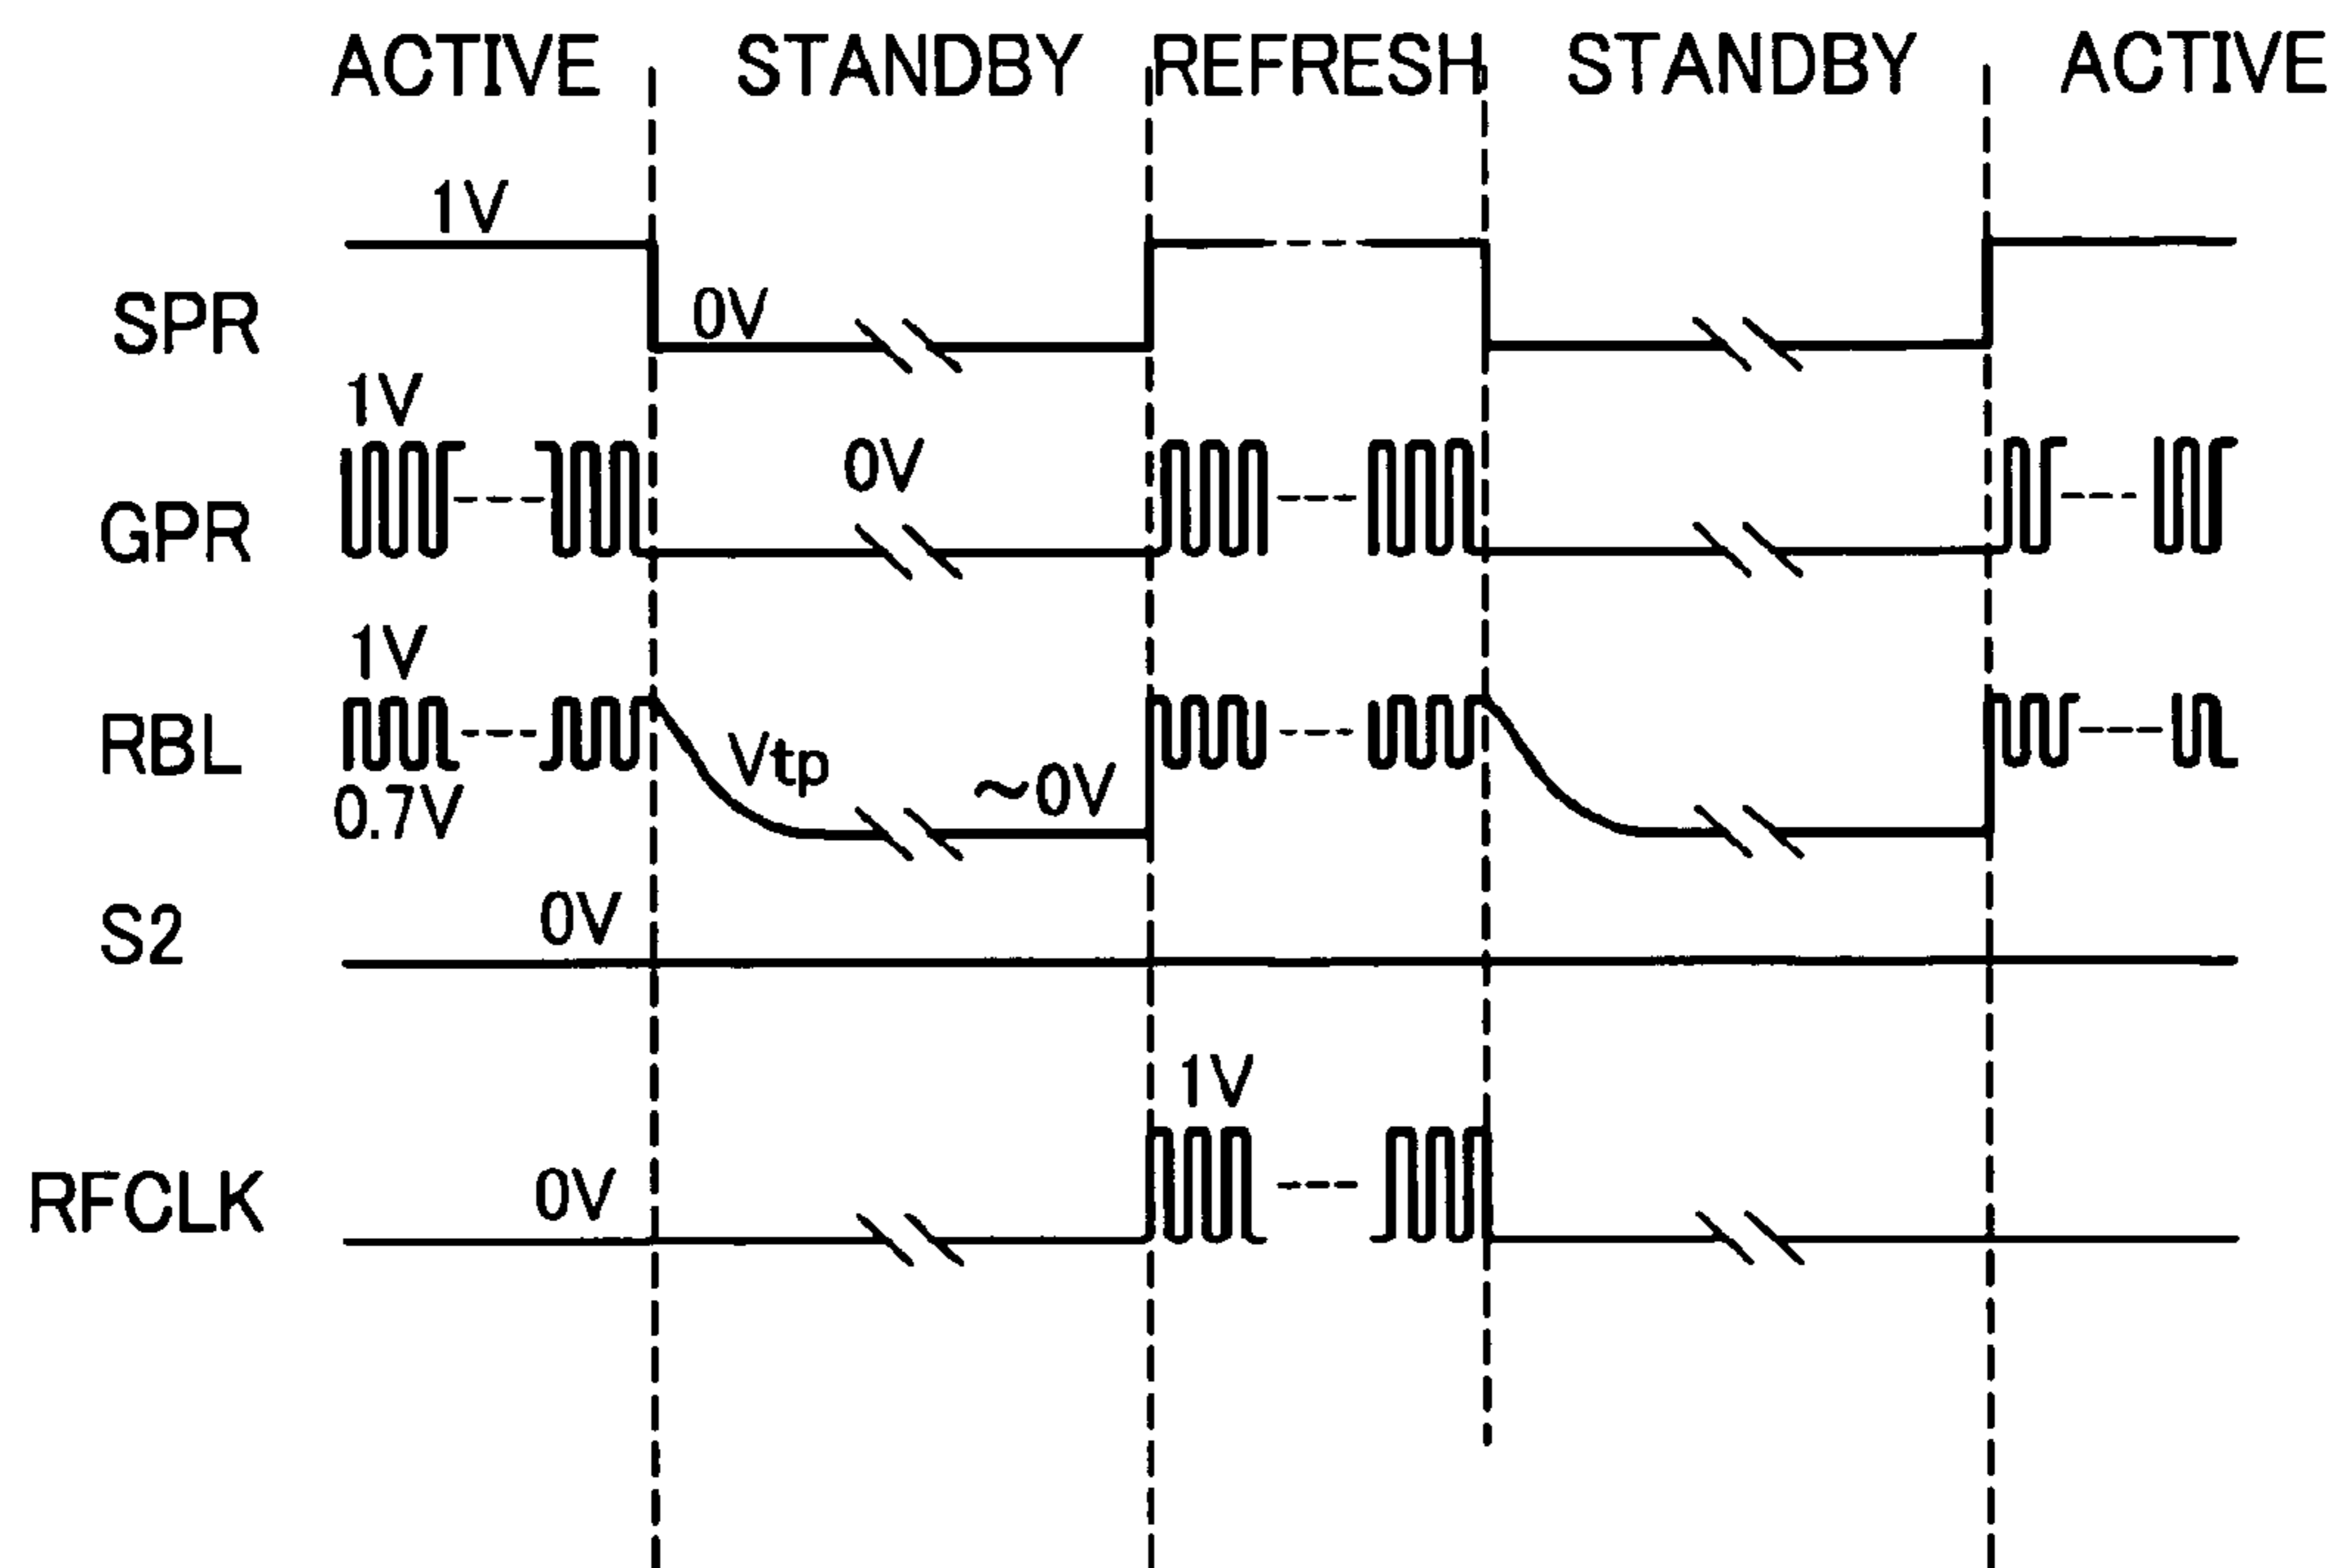 ACTIVE STANDBY REFRESH STANDBY ACTIVE
1V
SPR 0V
1V
GPR 0V
1V
RBL Vtp ~0V
0.7V
S2 0V
1V
RFCLK 0V